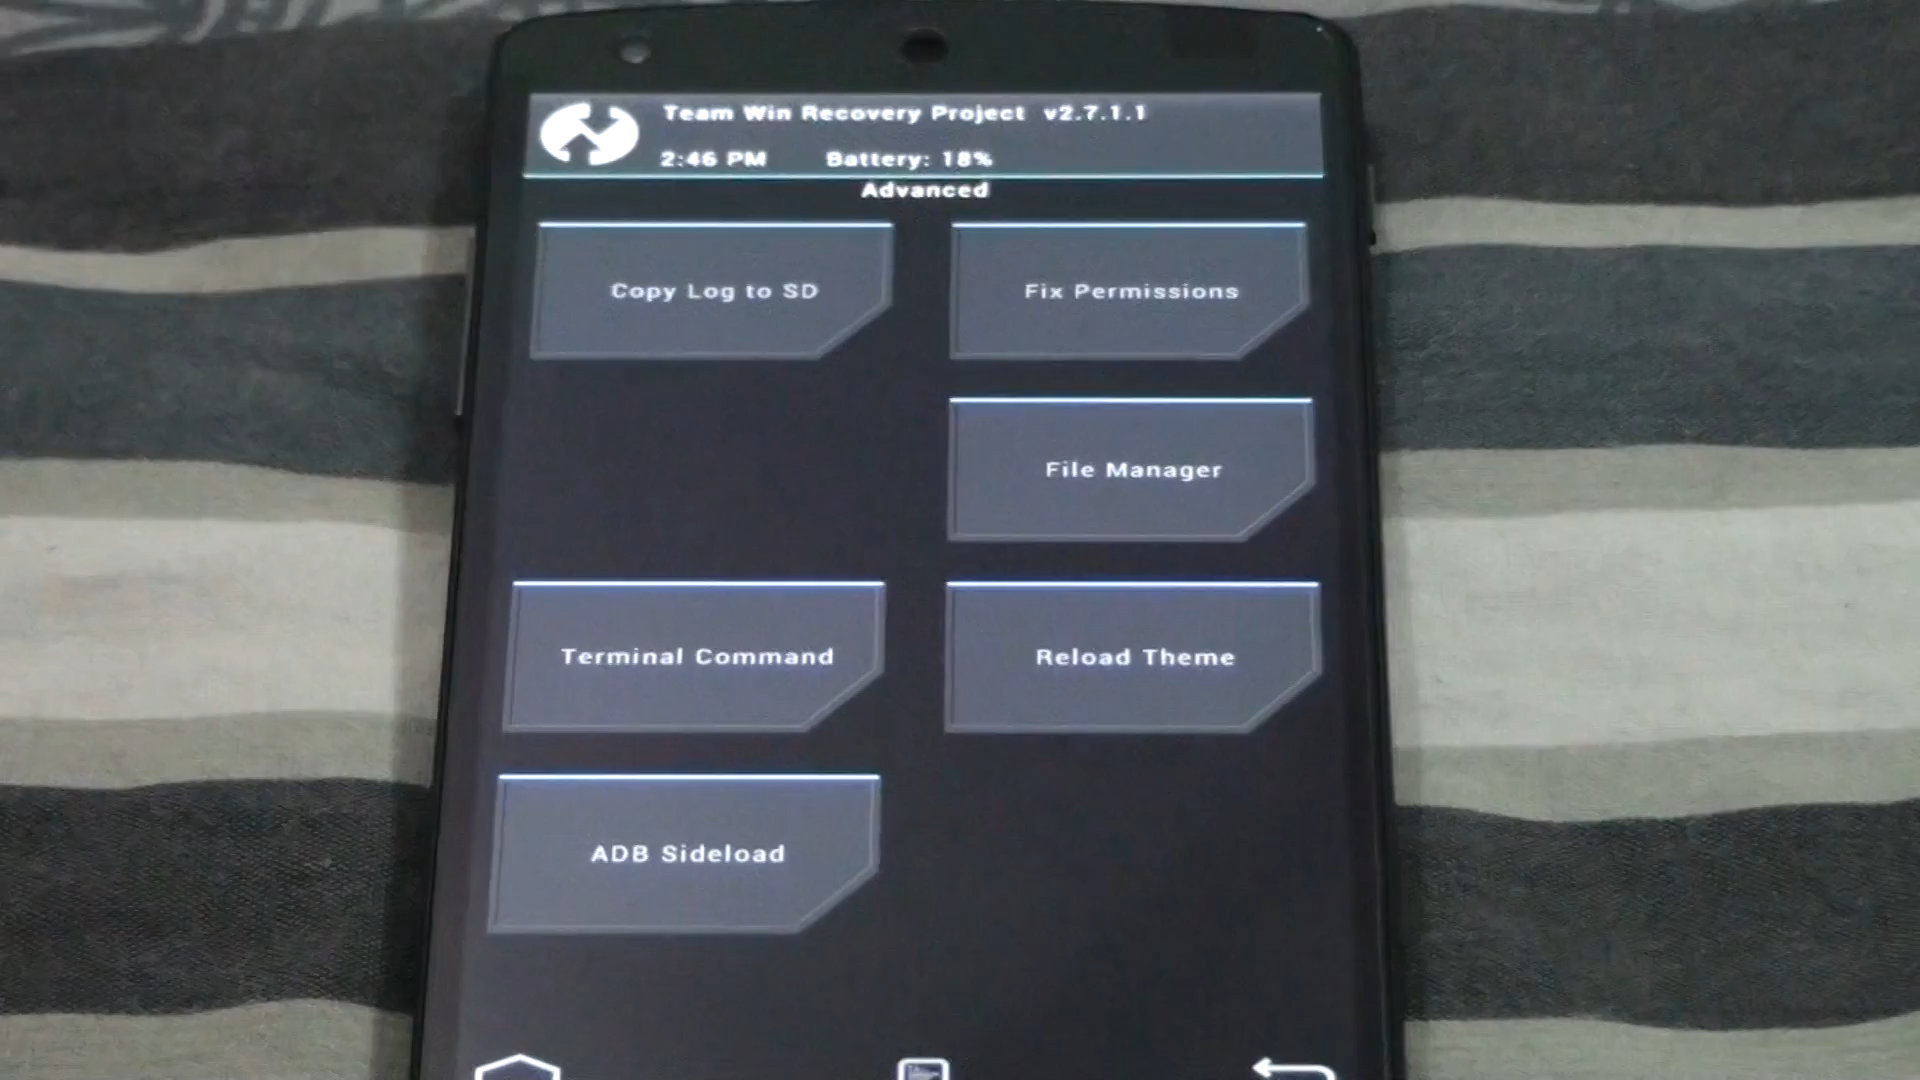 Team Win Recovery Project v2.7.1.1
2:46 PM Battery: 18%
Advanced
Copy Log to SD
Fix Permissions
File Manager
Terminal Command
Reload Theme
ADB Sideload